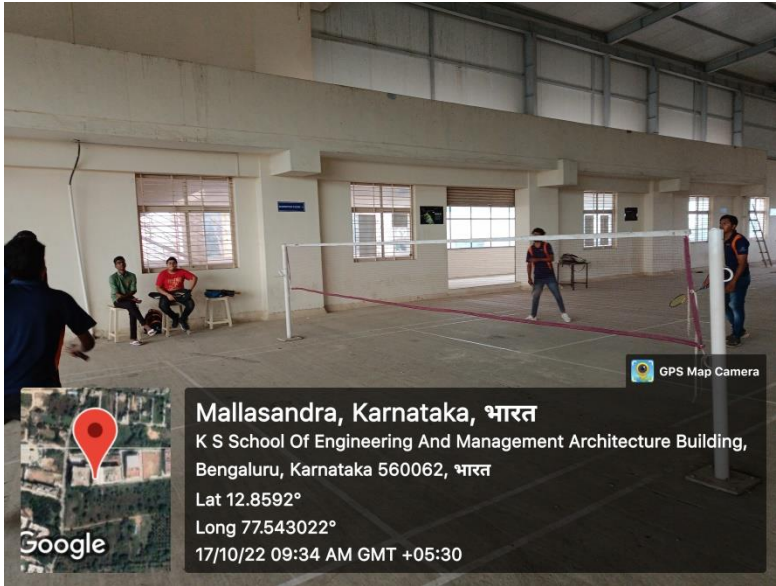 GPS Map Camera
Mallasandra, Karnataka, भारत
K S School Of Engineering And Management Architecture Building,
Bengaluru, Karnataka 560062, भारत
Lat 12.8592°
Long 77.543022°
17/10/22 09:34 AM GMT +05:30
Google